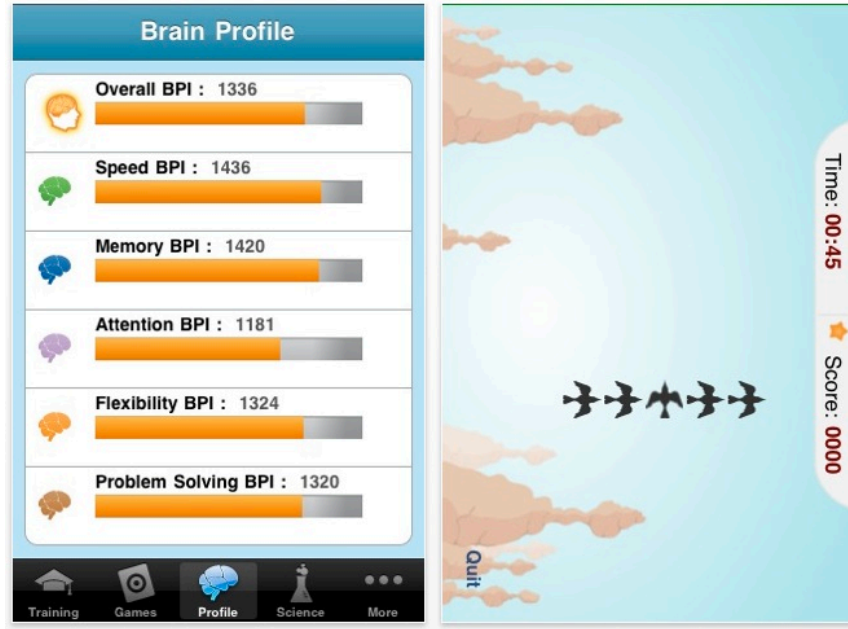 Brain Profile
Overall BPI : 1336
Speed BPI : 1436
Memory BPI : 1420
Attention BPI : 1181
Flexibility BPI : 1324
Problem Solving BPI : 1320
Training Games Profile Science More
Time: 00:45 Score: 0000
Quit